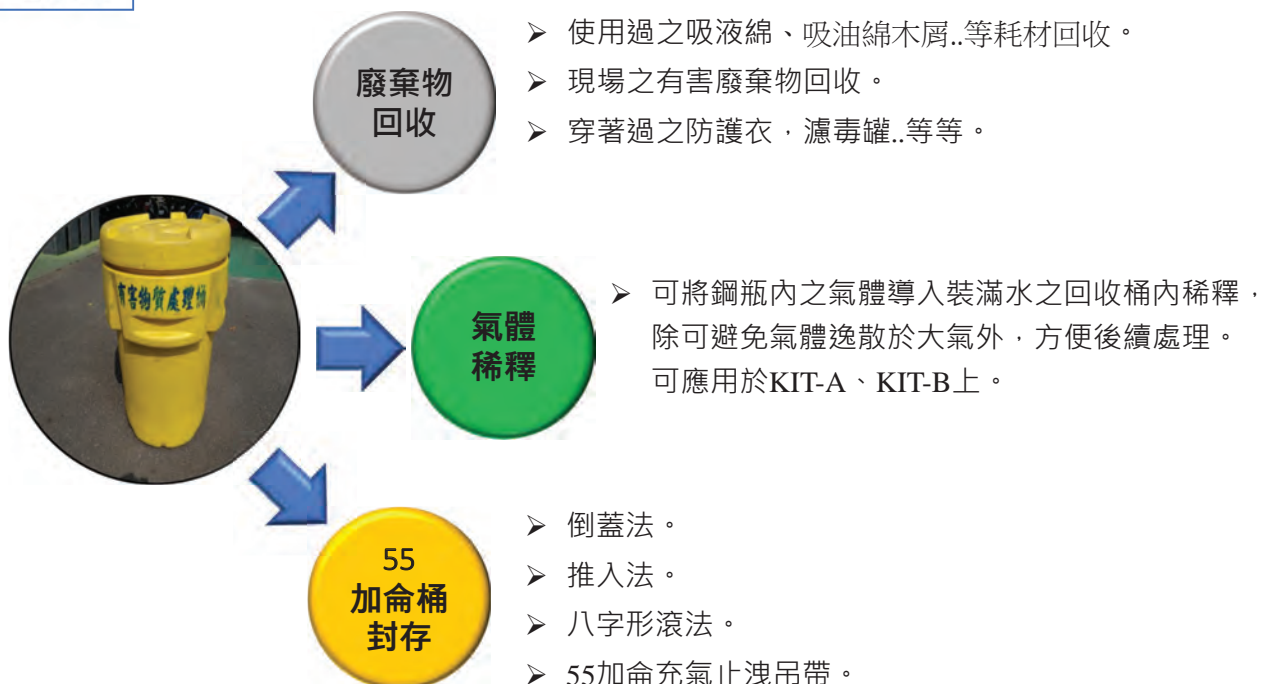 廢棄物
回收
➢ 使用過之吸液綿、吸油綿木屑..等耗材回收。
➢ 現場之有害廢棄物回收。
➢ 穿著過之防護衣，濾毒罐..等等。
有害物質處理桶
氣體
稀釋
➢ 可將鋼瓶內之氣體導入裝滿水之回收桶內稀釋，
除可避免氣體逸散於大氣外，方便後續處理。
可應用於KIT-A、KIT-B上。
55
加侖桶
封存
➢ 倒蓋法。
➢ 推入法。
➢ 八字形滾法。
➢ 55加侖充氣止洩吊帶。